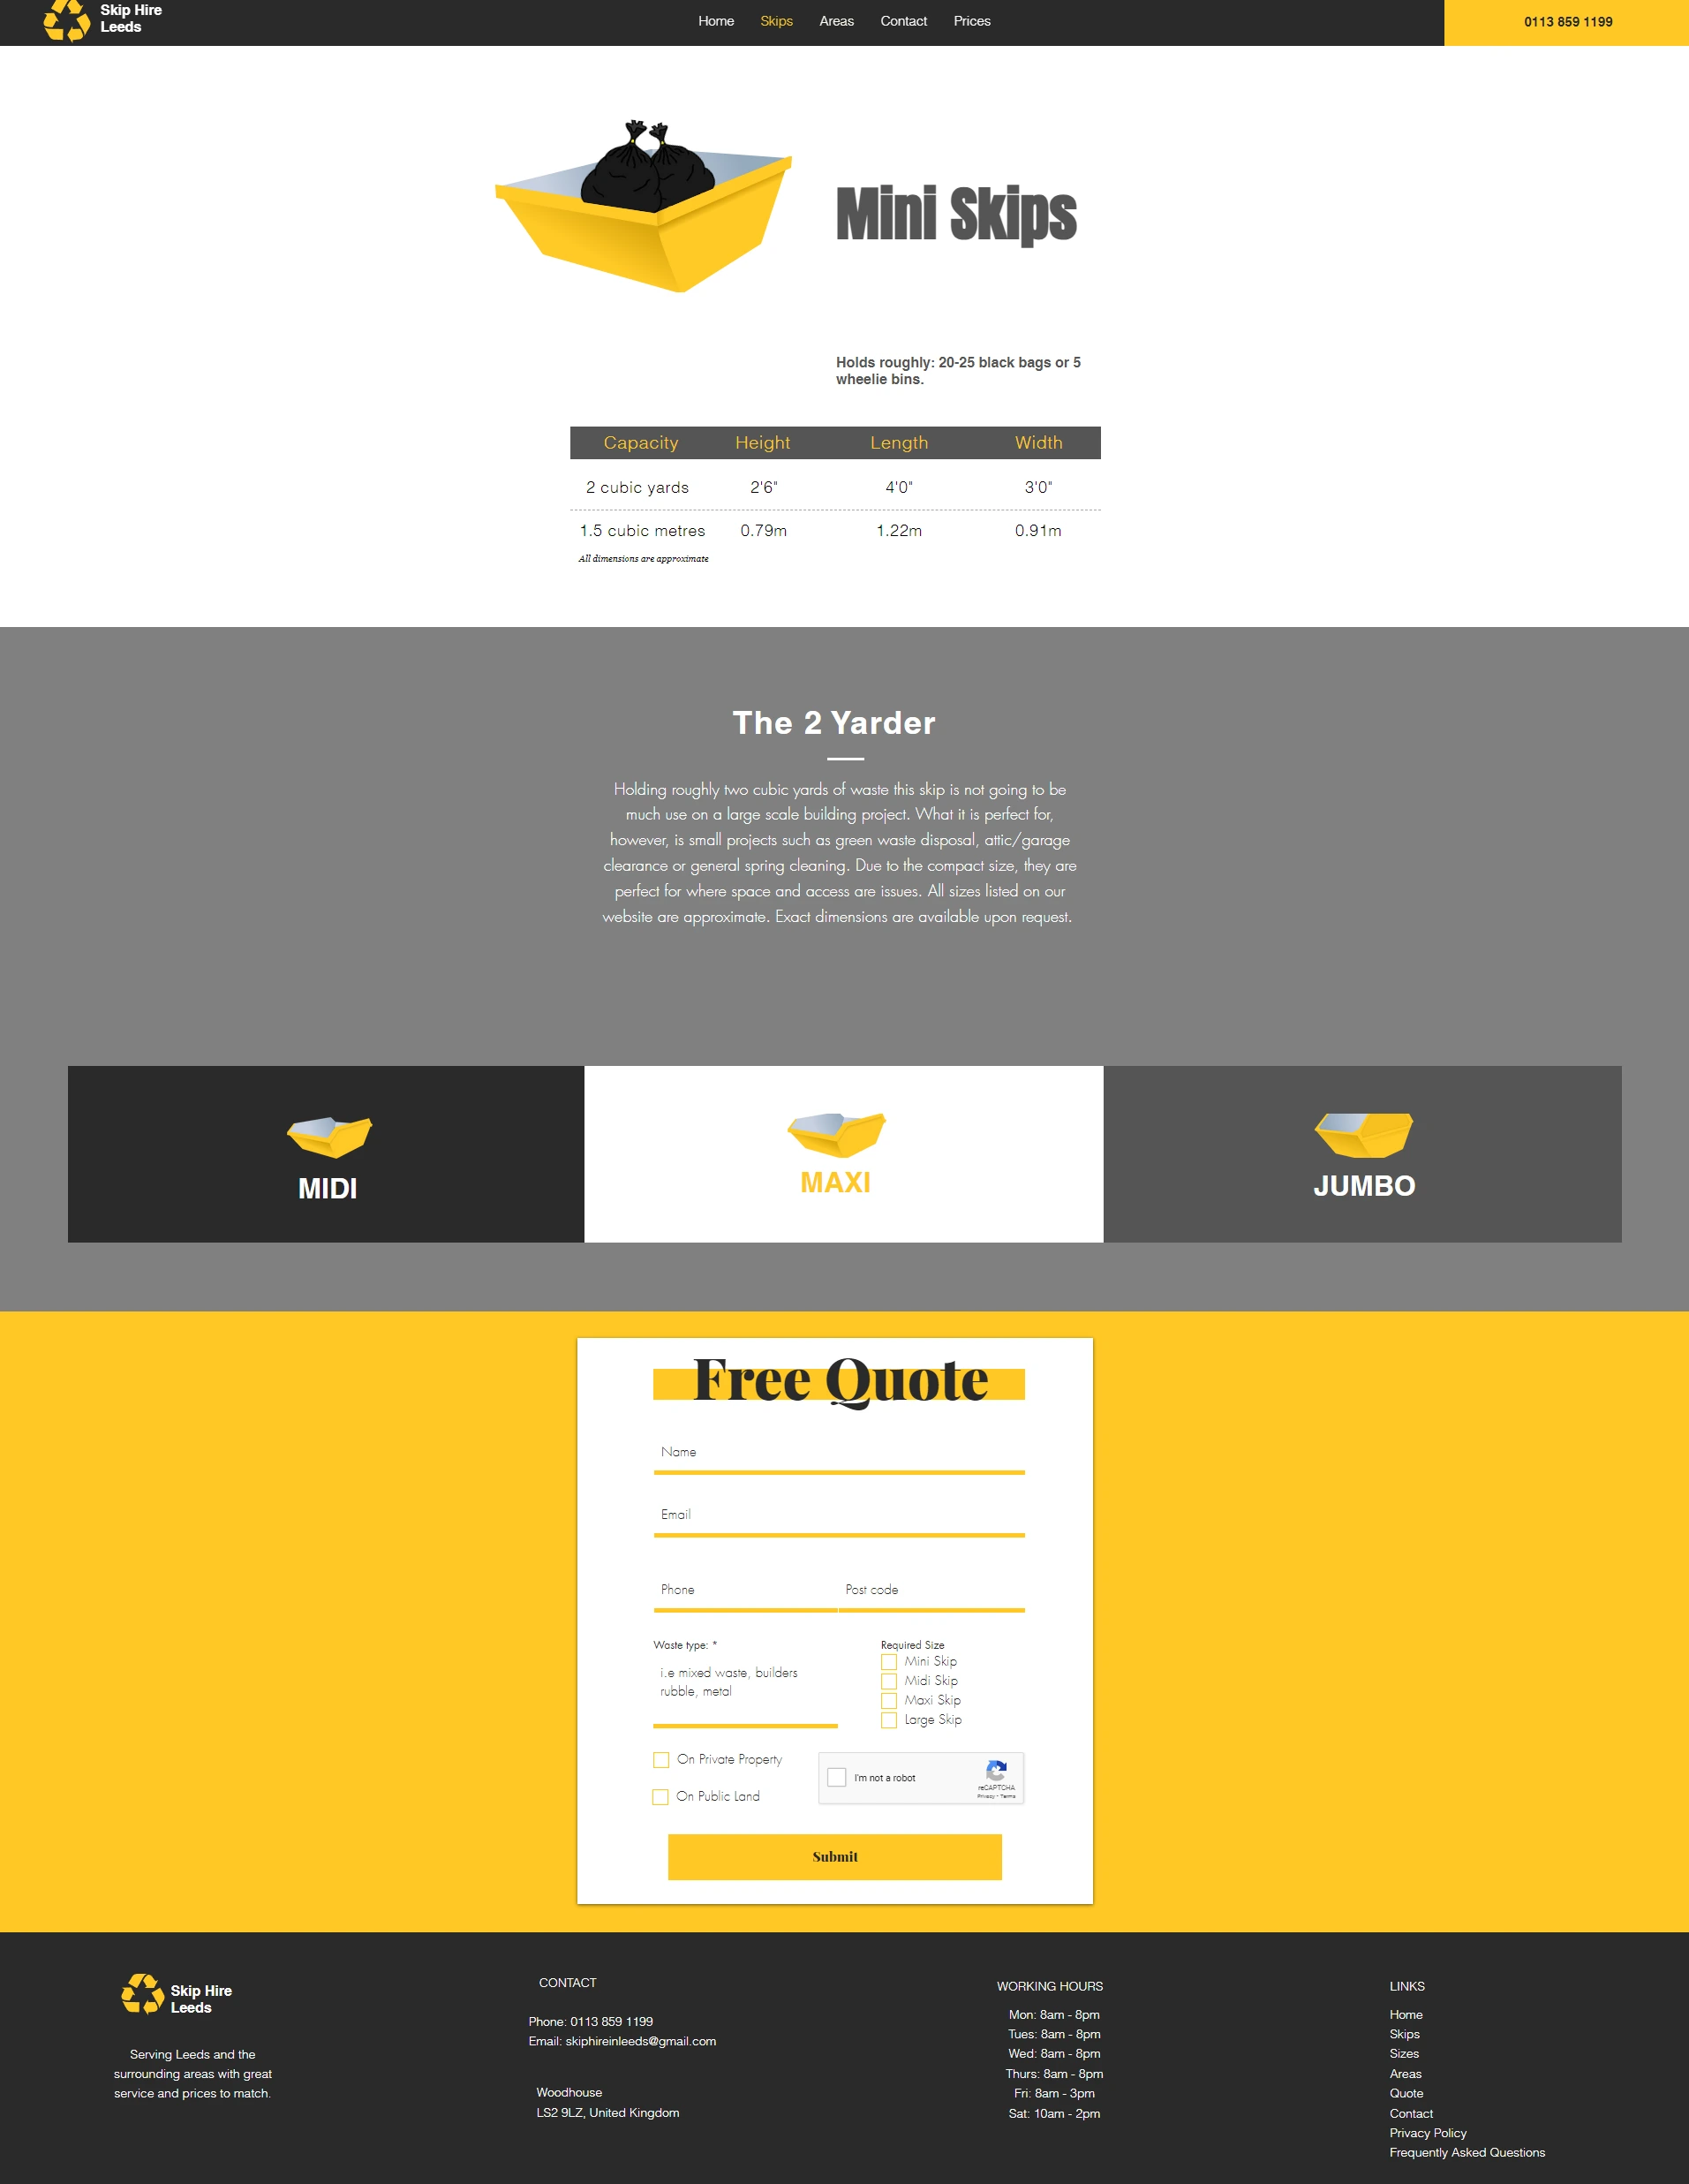 Skip Hire
Leeds
Home Skips Areas Contact Prices
0113 859 1199
Mini Skips
Holds roughly: 20-25 black bags or 5
wheelie bins.
Capacity Height Length Width
2 cubic yards 2'6" 4'0" 3'0"
1.5 cubic metres 0.79m 1.22m 0.91m
All dimensions are approximate
The 2 Yarder
Holding roughly two cubic yards of waste this skip is not going to be
much use on a large scale building project. What it is perfect for,
however, is small projects such as green waste disposal, attic/garage
clearance or general spring cleaning. Due to the compact size, they are
perfect for where space and access are issues. All sizes listed on our
website are approximate. Exact dimensions are available upon request.
MIDI
MAXI
JUMBO
Free Quote
Name
Email
Phone Post code
Waste type: *
i.e mixed waste, builders
rubble, metal
Required Size
Mini Skip
Midi Skip
Maxi Skip
Large Skip
On Private Property
On Public Land
I'm not a robot
reCAPTCHA
Privacy - Terms
Submit
Skip Hire
Leeds
Serving Leeds and the
surrounding areas with great
service and prices to match.
CONTACT
Phone: 0113 859 1199
Email: skiphireinleeds@gmail.com
Woodhouse
LS2 9LZ, United Kingdom
WORKING HOURS
Mon: 8am - 8pm
Tues: 8am - 8pm
Wed: 8am - 8pm
Thurs: 8am - 8pm
Fri: 8am - 3pm
Sat: 10am - 2pm
LINKS
Home
Skips
Sizes
Areas
Quote
Contact
Privacy Policy
Frequently Asked Questions